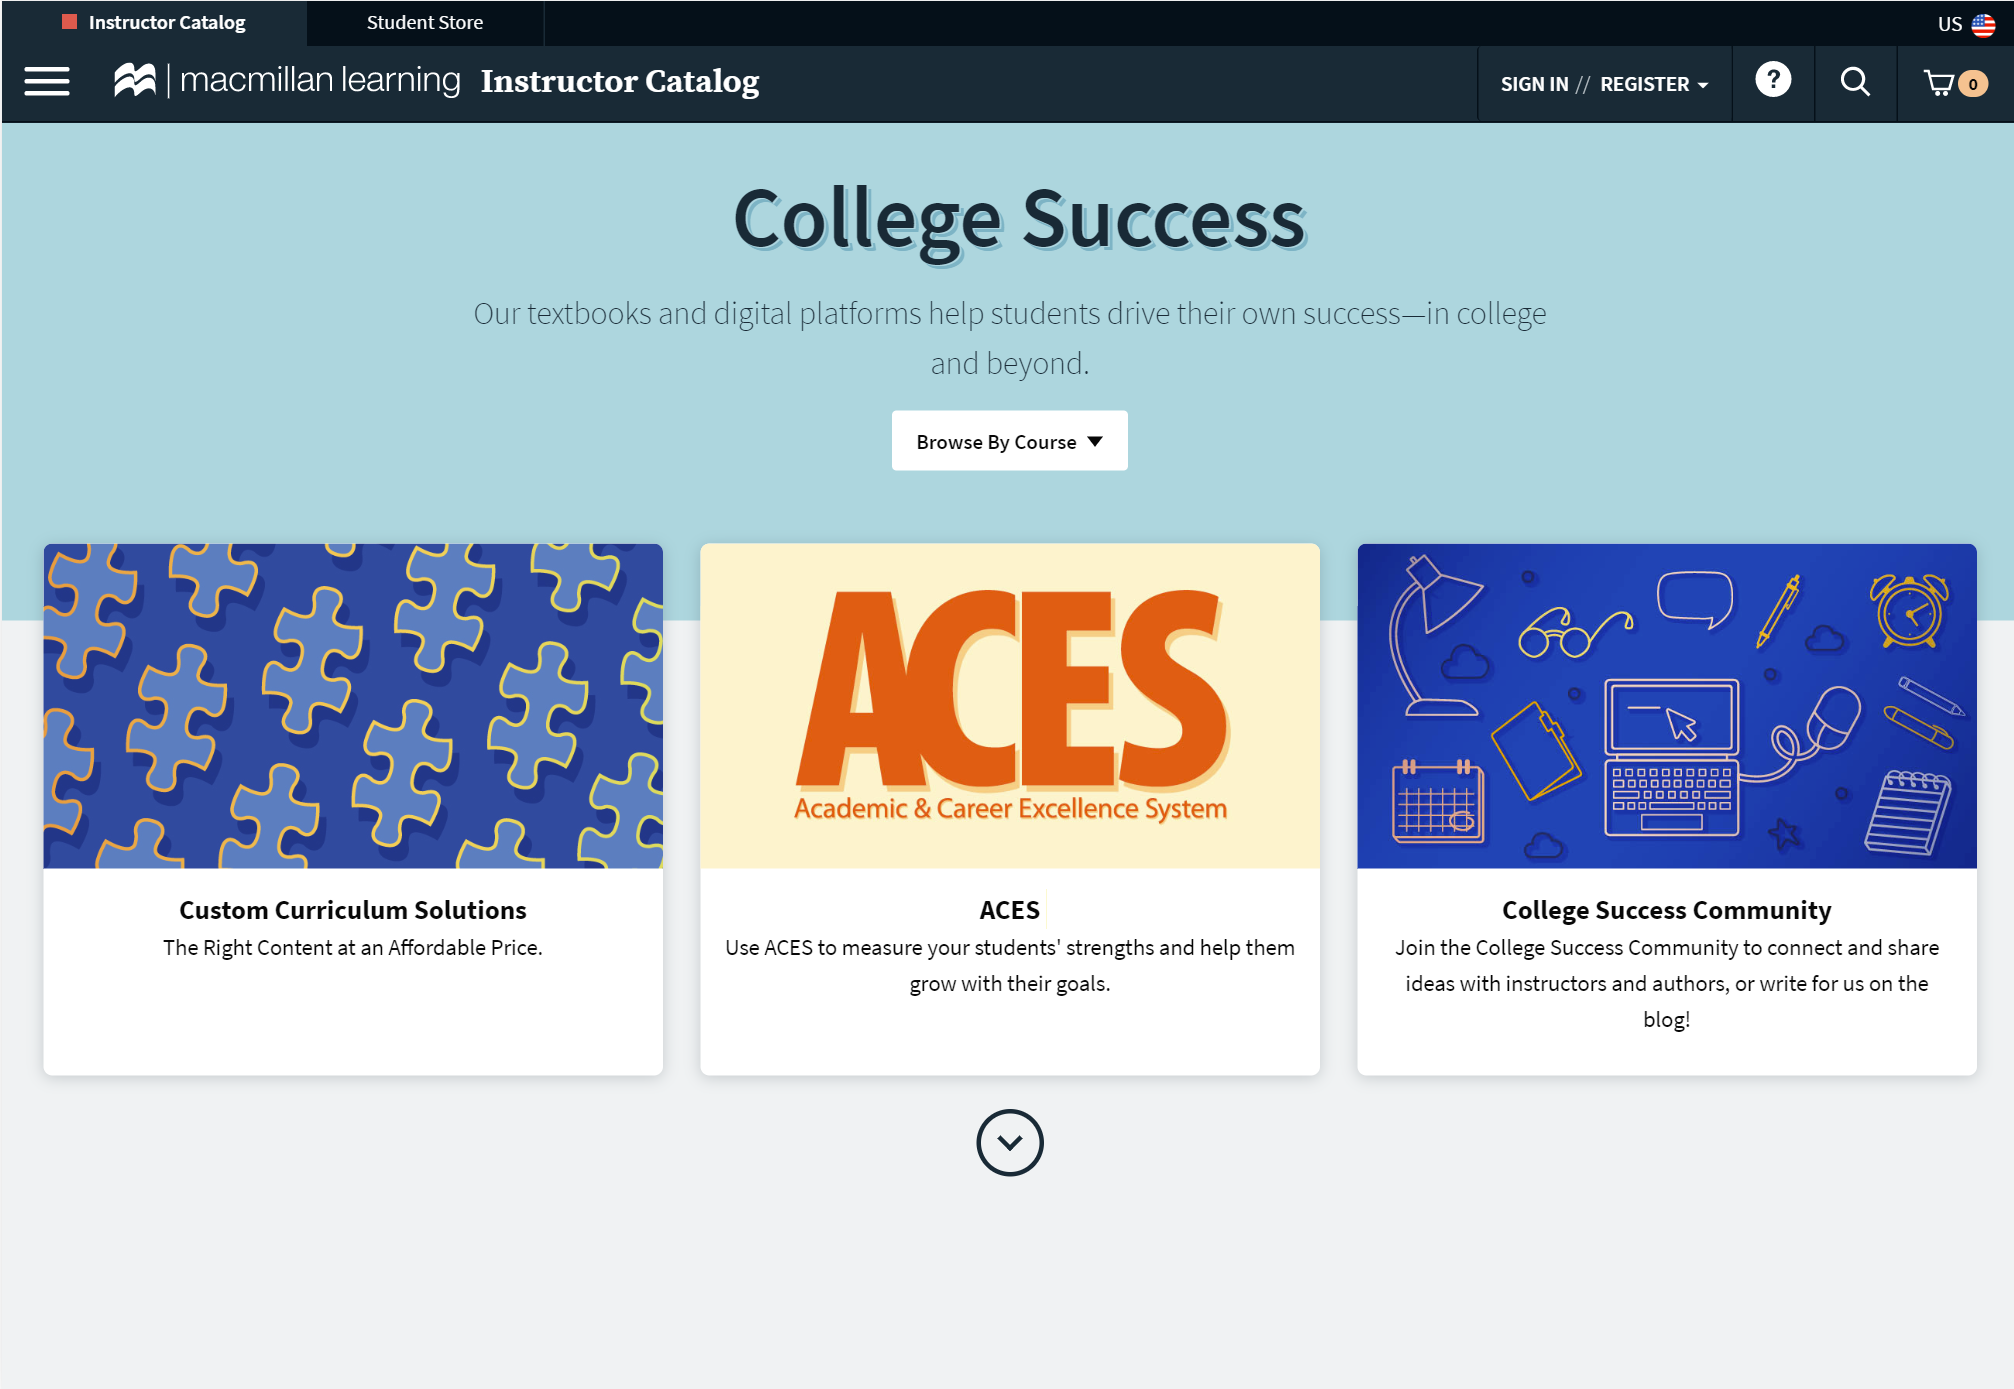 Instructor Catalog
Student Store
US
macmillan learning
Instructor Catalog
SIGN IN // REGISTER
?
0
College Success
Our textbooks and digital platforms help students drive their own success—in college
and beyond.
Browse By Course
ACES
Academic & Career Excellence System
Custom Curriculum Solutions
The Right Content at an Affordable Price.
ACES
Use ACES to measure your students' strengths and help them
grow with their goals.
College Success Community
Join the College Success Community to connect and share
ideas with instructors and authors, or write for us on the
blog!